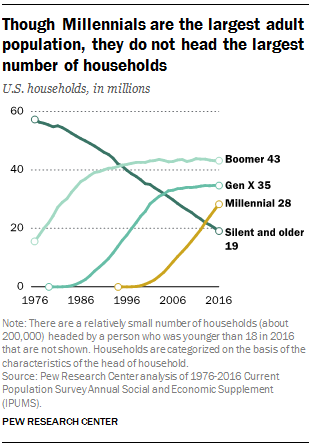 Though Millennials are the largest adult
population, they do not head the largest
number of households
U.S. households, in millions
60
40
20
0
Boomer 43
Gen X 35
Millennial 28
Silent and older
19
1976 1986 1996 2006 2016
Note: There are a relatively small number of households (about
200,000) headed by a person who was younger than 18 in 2016
that are not shown. Households are categorized on the basis of the
characteristics of the head of household.
Source: Pew Research Center analysis of 1976-2016 Current
Population Survey Annual Social and Economic Supplement
(IPUMS).
PEW RESEARCH CENTER